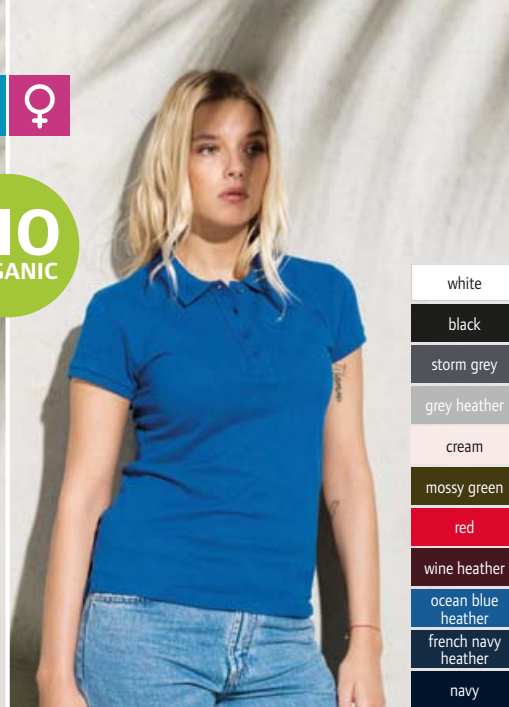 IO
GANIC
white
black
storm grey
grey heather
cream
mossy green
red
wine heather
ocean blue
heather
french navy
heather
navy